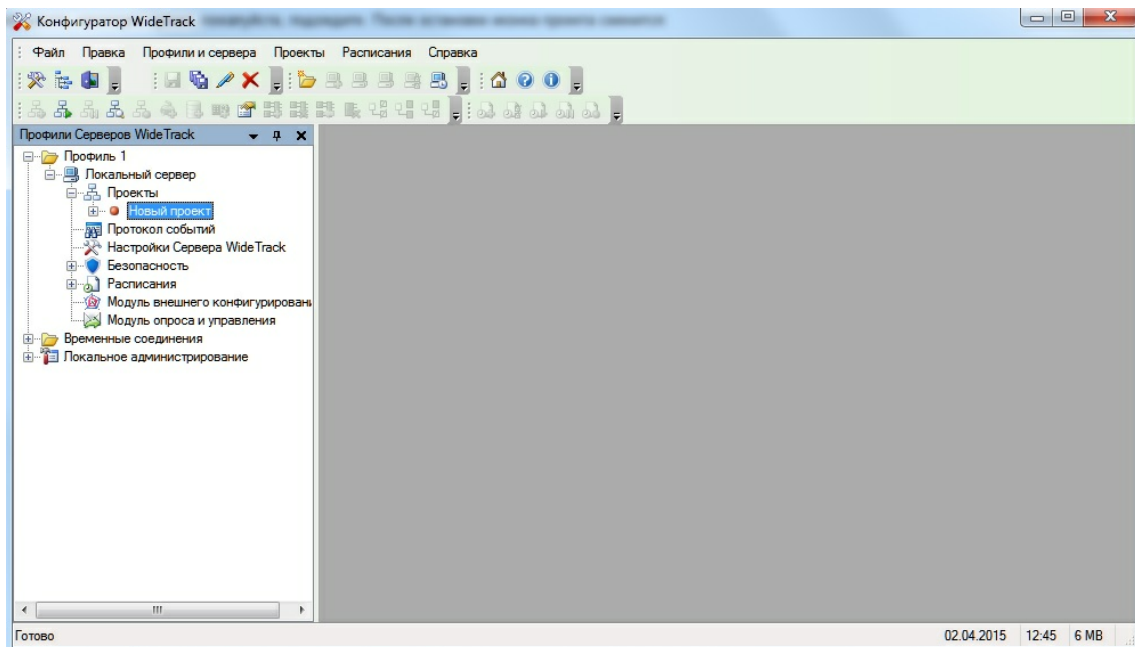 Конфигуратор WideTrack
Файл Правка Профили и сервера Проекты Расписания Справка
Профили Серверов WideTrack
Профиль 1
Локальный сервер
Проекты
Новый проект
Протокол событий
Настройки Сервера WideTrack
Безопасность
Расписания
Модуль внешнего конфигурировани
Модуль опроса и управления
Временные соединения
Локальное администрирование
Готово 02.04.2015 12:45 6 MB